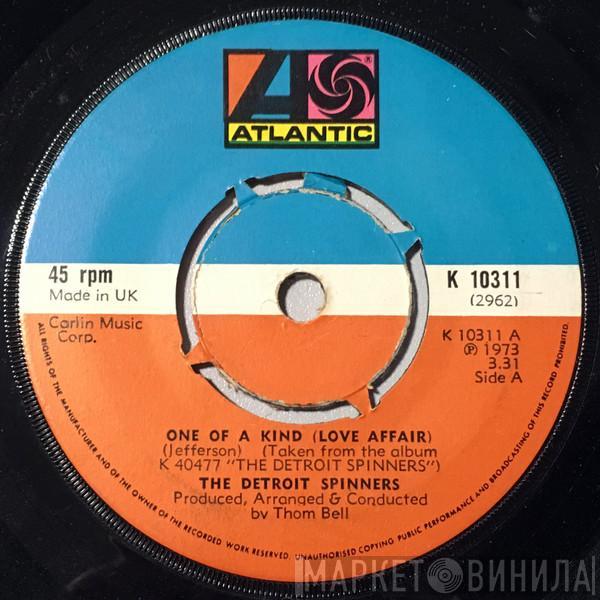 ATLANTIC
®
45 rpm
Made in UK
Carlin Music
Corp.
K 10311
(2962)
K 10311 A
℗ 1973
3.31
Side A
ONE OF A KIND (LOVE AFFAIR)
(Jefferson) (Taken from the album
K 40477 "THE DETROIT SPINNERS")
THE DETROIT SPINNERS
Produced, Arranged & Conducted
by Thom Bell
ALL RIGHTS OF THE MANUFACTURER AND OF THE OWNER OF THE RECORDED WORK RESERVED. UNAUTHORISED COPYING PUBLIC PERFORMANCE AND BROADCASTING OF THIS RECORD PROHIBITED.
МАРКЕТ ВИНИЛА